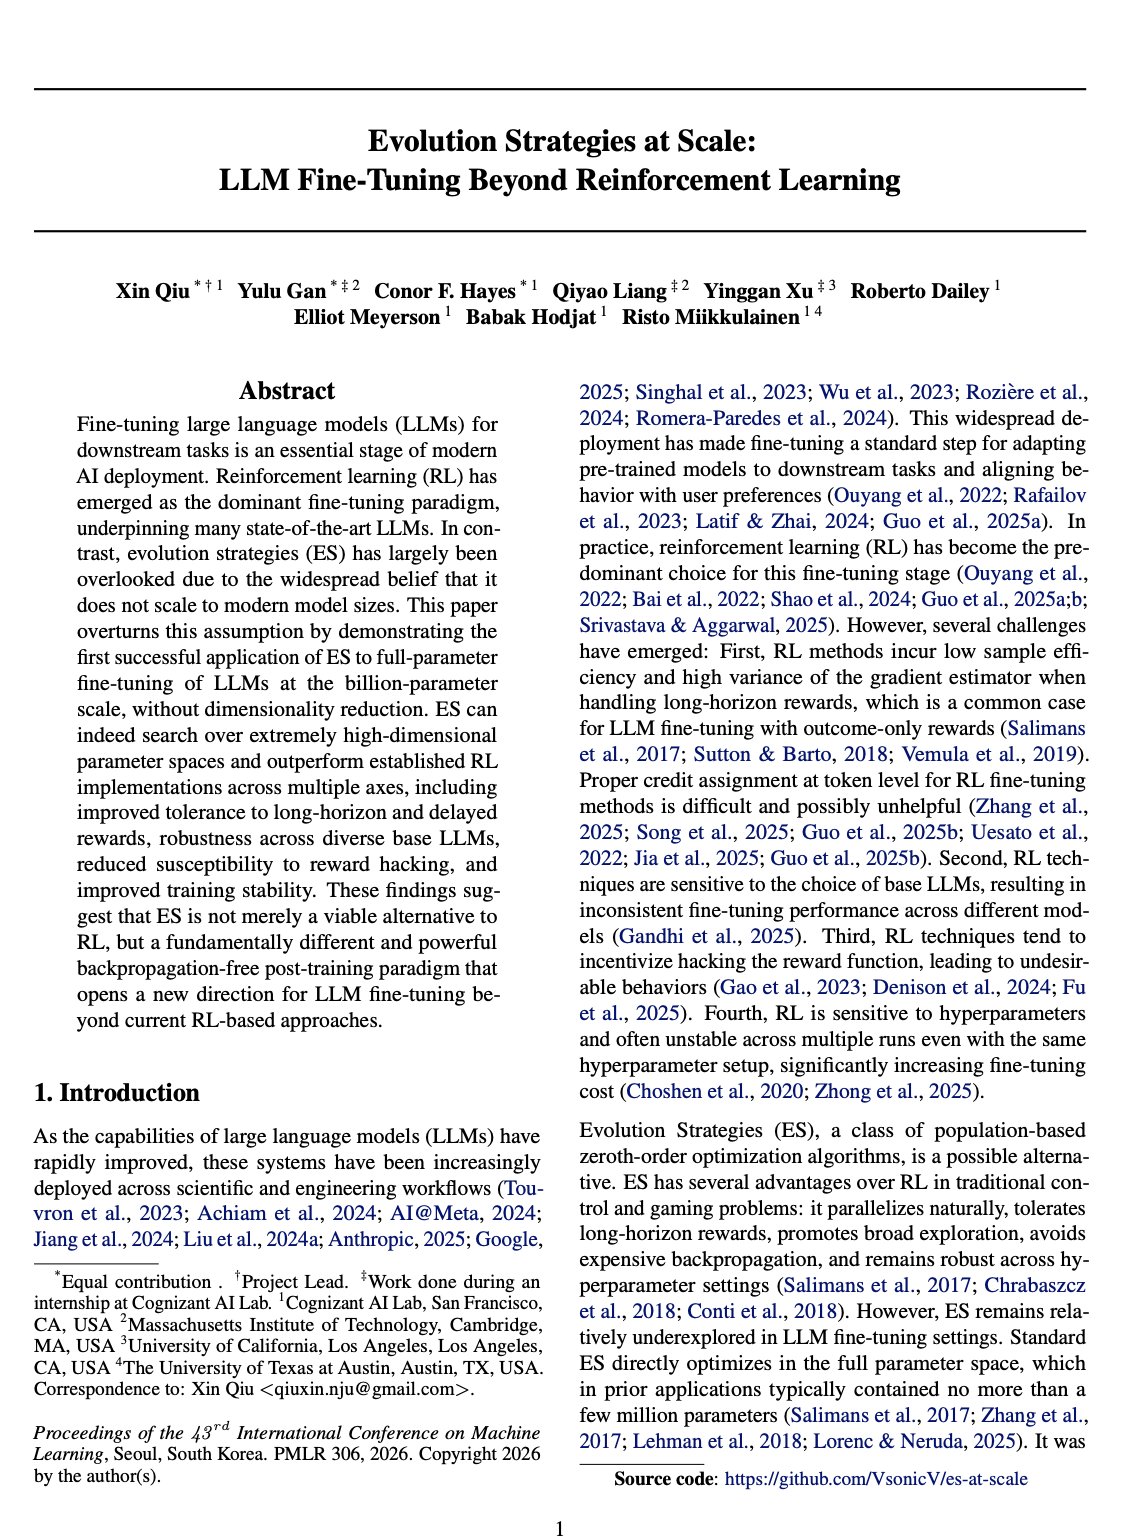 Evolution Strategies at Scale:
LLM Fine-Tuning Beyond Reinforcement Learning
Xin Qiu * † 1 Yulu Gan * ‡ 2 Conor F. Hayes * 1 Qiyao Liang ‡ 2 Yinggan Xu ‡ 3 Roberto Dailey 1
Elliot Meyerson 1 Babak Hodjat 1 Risto Miikkulainen 1 4
Abstract
Fine-tuning large language models (LLMs) for
downstream tasks is an essential stage of modern
AI deployment. Reinforcement learning (RL) has
emerged as the dominant fine-tuning paradigm,
underpinning many state-of-the-art LLMs. In con-
trast, evolution strategies (ES) has largely been
overlooked due to the widespread belief that it
does not scale to modern model sizes. This paper
overturns this assumption by demonstrating the
first successful application of ES to full-parameter
fine-tuning of LLMs at the billion-parameter
scale, without dimensionality reduction. ES can
indeed search over extremely high-dimensional
parameter spaces and outperform established RL
implementations across multiple axes, including
improved tolerance to long-horizon and delayed
rewards, robustness across diverse base LLMs,
reduced susceptibility to reward hacking, and
improved training stability. These findings sug-
gest that ES is not merely a viable alternative to
RL, but a fundamentally different and powerful
backpropagation-free post-training paradigm that
opens a new direction for LLM fine-tuning be-
yond current RL-based approaches.
1. Introduction
As the capabilities of large language models (LLMs) have
rapidly improved, these systems have been increasingly
deployed across scientific and engineering workflows (Tou-
vron et al., 2023; Achiam et al., 2024; AI@Meta, 2024;
Jiang et al., 2024; Liu et al., 2024a; Anthropic, 2025; Google,
*Equal contribution . †Project Lead. ‡Work done during an
internship at Cognizant AI Lab. 1Cognizant AI Lab, San Francisco,
CA, USA 2Massachusetts Institute of Technology, Cambridge,
MA, USA 3University of California, Los Angeles, Los Angeles,
CA, USA 4The University of Texas at Austin, Austin, TX, USA.
Correspondence to: Xin Qiu <qiuxin.nju@gmail.com>.
Proceedings of the 43rd International Conference on Machine
Learning, Seoul, South Korea. PMLR 306, 2026. Copyright 2026
by the author(s).
2025; Singhal et al., 2023; Wu et al., 2023; Rozière et al.,
2024; Romera-Paredes et al., 2024). This widespread de-
ployment has made fine-tuning a standard step for adapting
pre-trained models to downstream tasks and aligning be-
havior with user preferences (Ouyang et al., 2022; Rafailov
et al., 2023; Latif & Zhai, 2024; Guo et al., 2025a). In
practice, reinforcement learning (RL) has become the pre-
dominant choice for this fine-tuning stage (Ouyang et al.,
2022; Bai et al., 2022; Shao et al., 2024; Guo et al., 2025a;b;
Srivastava & Aggarwal, 2025). However, several challenges
have emerged: First, RL methods incur low sample effi-
ciency and high variance of the gradient estimator when
handling long-horizon rewards, which is a common case
for LLM fine-tuning with outcome-only rewards (Salimans
et al., 2017; Sutton & Barto, 2018; Vemula et al., 2019).
Proper credit assignment at token level for RL fine-tuning
methods is difficult and possibly unhelpful (Zhang et al.,
2025; Song et al., 2025; Guo et al., 2025b; Uesato et al.,
2022; Jia et al., 2025; Guo et al., 2025b). Second, RL tech-
niques are sensitive to the choice of base LLMs, resulting in
inconsistent fine-tuning performance across different mod-
els (Gandhi et al., 2025). Third, RL techniques tend to
incentivize hacking the reward function, leading to undesir-
able behaviors (Gao et al., 2023; Denison et al., 2024; Fu
et al., 2025). Fourth, RL is sensitive to hyperparameters
and often unstable across multiple runs even with the same
hyperparameter setup, significantly increasing fine-tuning
cost (Choshen et al., 2020; Zhong et al., 2025).
Evolution Strategies (ES), a class of population-based
zeroth-order optimization algorithms, is a possible alterna-
tive. ES has several advantages over RL in traditional con-
trol and gaming problems: it parallelizes naturally, tolerates
long-horizon rewards, promotes broad exploration, avoids
expensive backpropagation, and remains robust across hy-
perparameter settings (Salimans et al., 2017; Chrabaszcz
et al., 2018; Conti et al., 2018). However, ES remains rela-
tively underexplored in LLM fine-tuning settings. Standard
ES directly optimizes in the full parameter space, which
in prior applications typically contained no more than a
few million parameters (Salimans et al., 2017; Zhang et al.,
2017; Lehman et al., 2018; Lorenc & Neruda, 2025). It was
Source code: https://github.com/VsonicV/es-at-scale
1